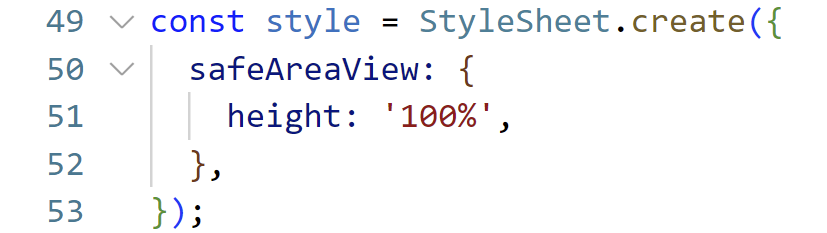 49 const style = StyleSheet.create({
50   safeAreaView: {
51     height: '100%',
52   },
53 });